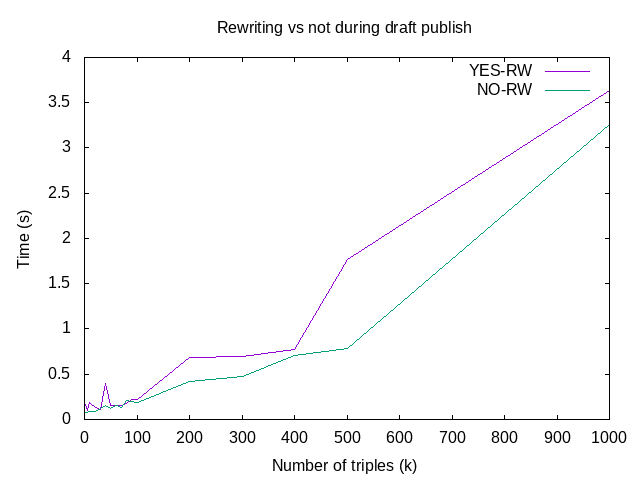 Rewriting vs not during draft publish
YES-RW
NO-RW
4
3.5
3
2.5
2
1.5
1
0.5
0
Time (s)
0 100 200 300 400 500 600 700 800 900 1000
Number of triples (k)